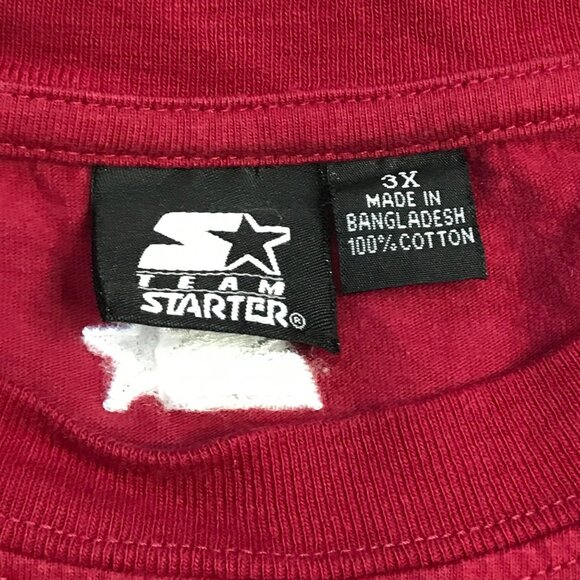 TEAM
STARTER®
3X
MADE IN
BANGLADESH
100% COTTON